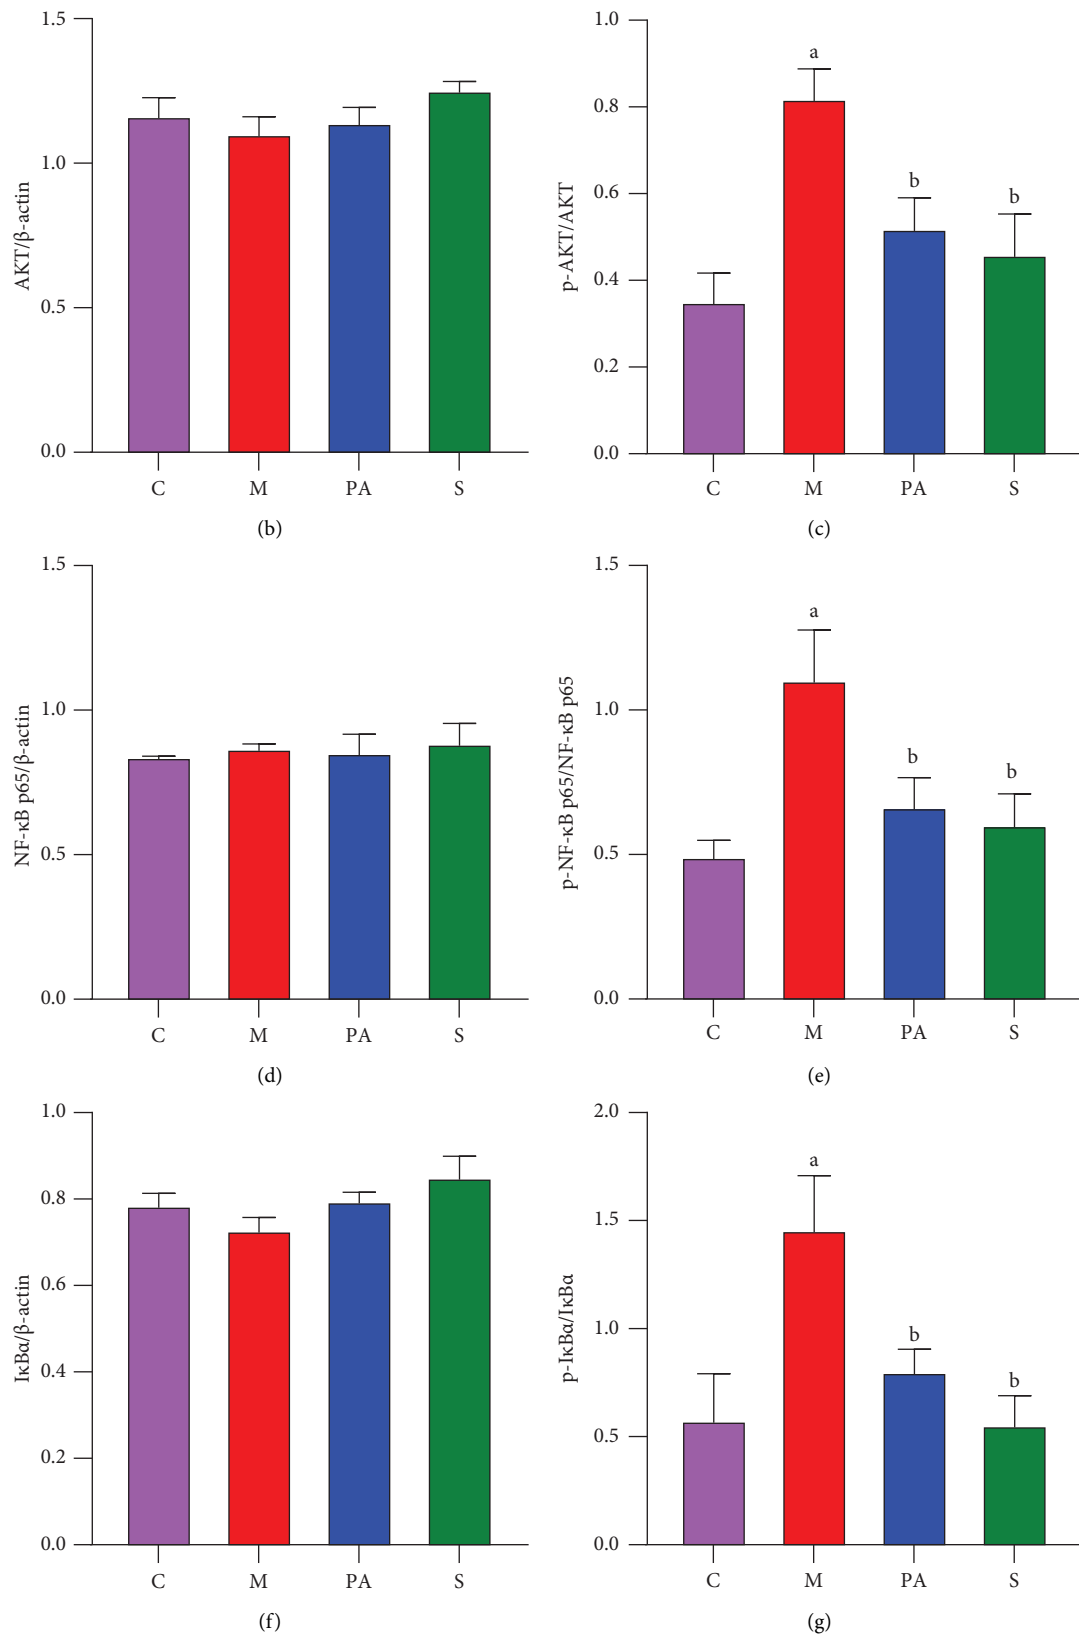 1.5
1.0
0.5
0.0
AKT/β-actin
C M PA S
(b)
1.0
0.8
0.6
0.4
0.2
0.0
p-AKT/AKT
a
b
b
C M PA S
(c)
1.5
1.0
0.5
0.0
NF-κB p65/β-actin
C M PA S
(d)
1.5
1.0
0.5
0.0
p-NF-κB p65/NF-κB p65
a
b
b
C M PA S
(e)
1.0
0.8
0.6
0.4
0.2
0.0
IκBα/β-actin
C M PA S
(f)
2.0
1.5
1.0
0.5
0.0
p-IκBα/IκBα
a
b
b
C M PA S
(g)